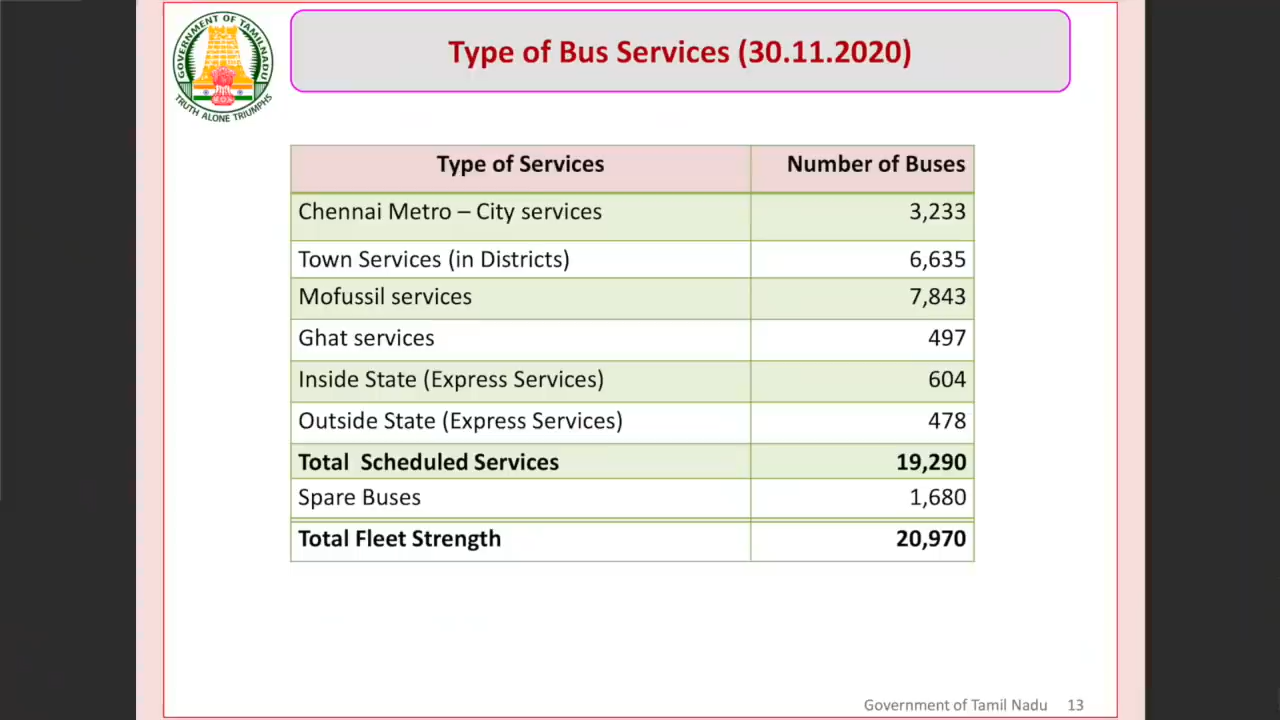 GOVERNMENT OF TAMILNADU
TRUTH ALONE TRIUMPHS
Type of Bus Services (30.11.2020)
Type of Services Number of Buses
Chennai Metro – City services 3,233
Town Services (in Districts) 6,635
Mofussil services 7,843
Ghat services 497
Inside State (Express Services) 604
Outside State (Express Services) 478
Total Scheduled Services 19,290
Spare Buses 1,680
Total Fleet Strength 20,970
Government of Tamil Nadu 13